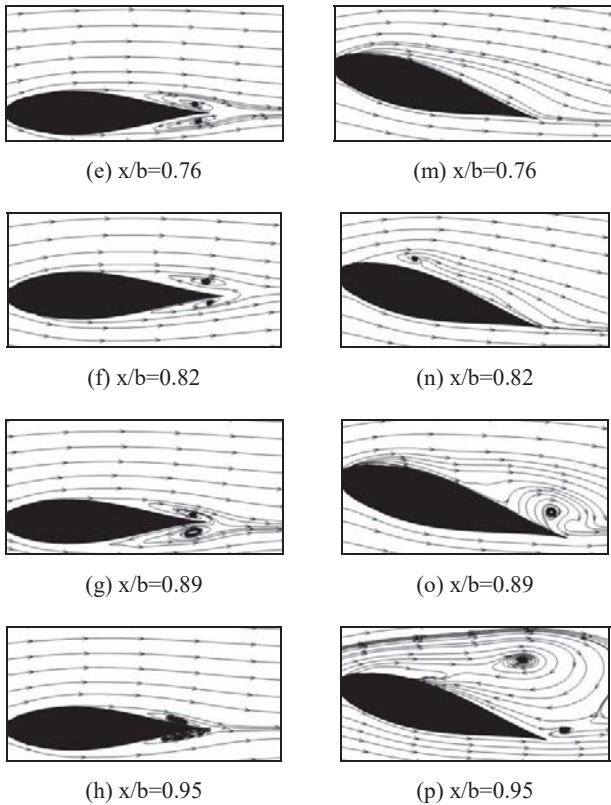 (e) x/b=0.76
(m) x/b=0.76
(f) x/b=0.82
(n) x/b=0.82
(g) x/b=0.89
(o) x/b=0.89
(h) x/b=0.95
(p) x/b=0.95